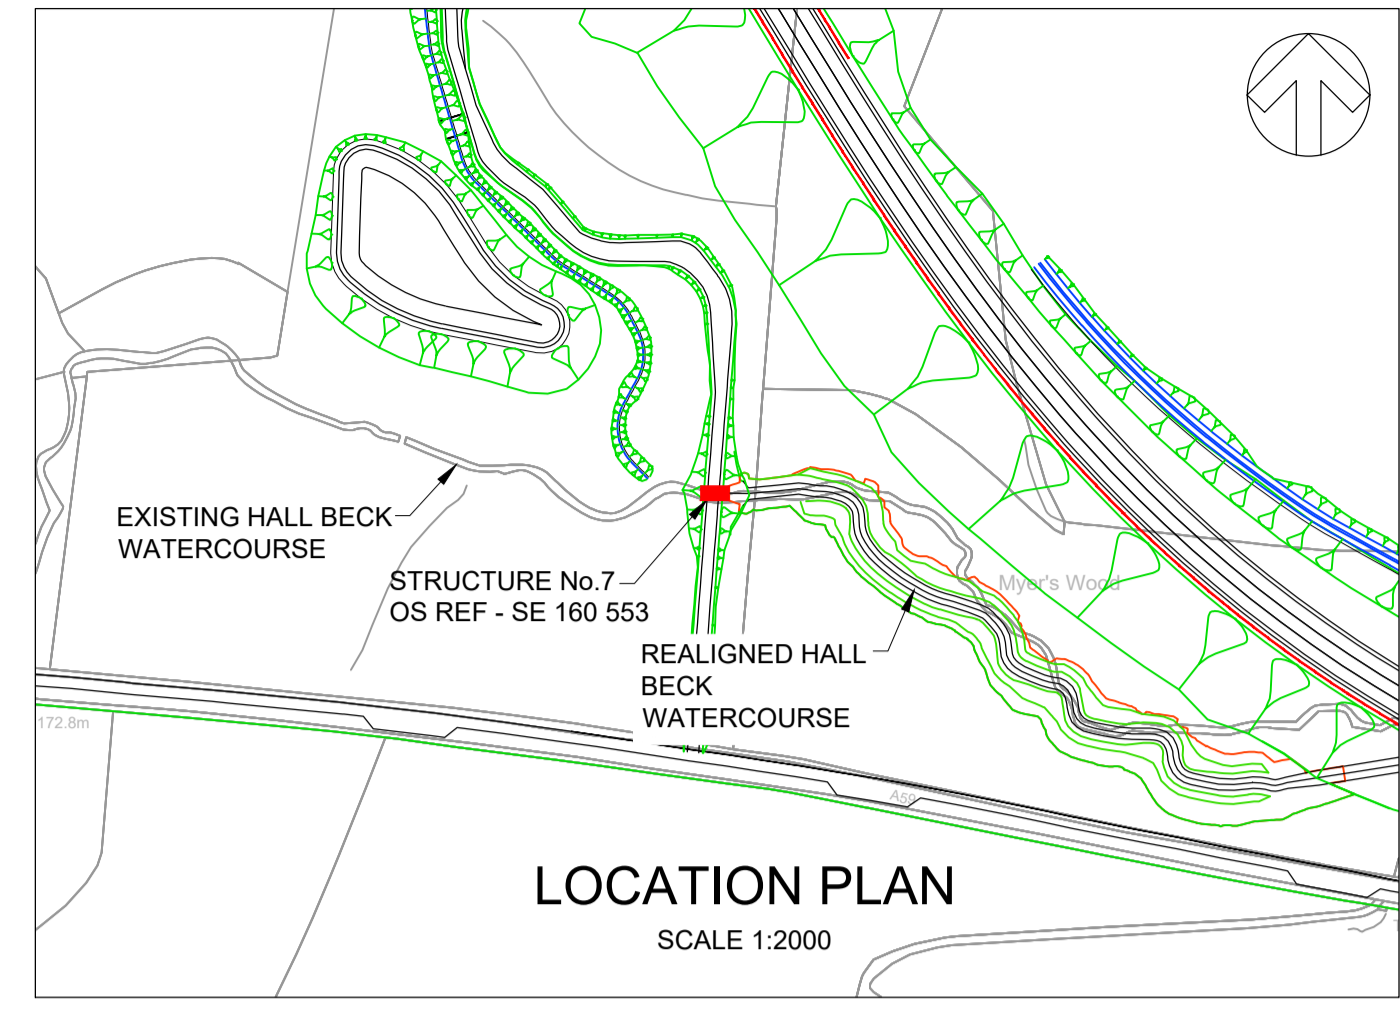 EXISTING HALL BECK
WATERCOURSE
STRUCTURE No.7
OS REF - SE 160 553
Myer's Wood
REALIGNED HALL
BECK
WATERCOURSE
172.8m
A59
LOCATION PLAN
SCALE 1:2000